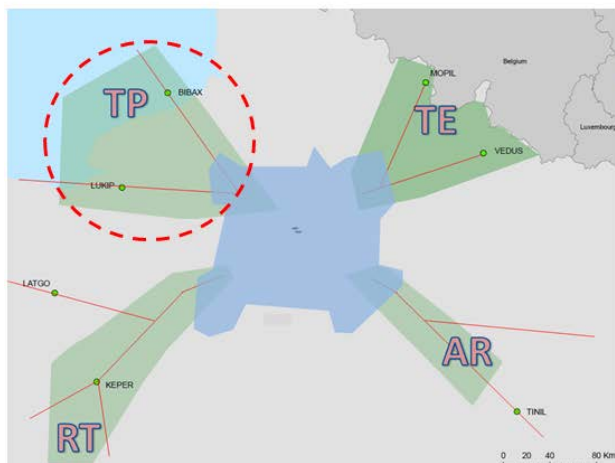 MOPIL
Belgium
TP
BIBAX
TE
Luxembourg
VEDUS
LUKIP
LATGO
AR
KEPER
RT
TINIL
0 20 40 80 Km